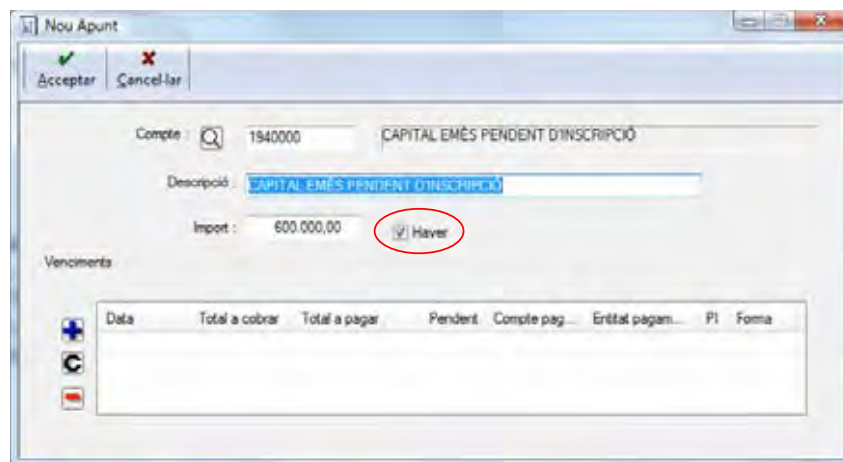 Nou Apunt
Acceptar Cancel·lar
Compte : 1940000 CAPITAL EMÈS PENDENT D'INSCRIPCIÓ
Descripció : CAPITAL EMÈS PENDENT D'INSCRIPCIÓ
Import : 600.000,00 Haver
Venciments
Data Total a cobrar Total a pagar Pendent Compte pag... Entitat pagam... Pl Forma